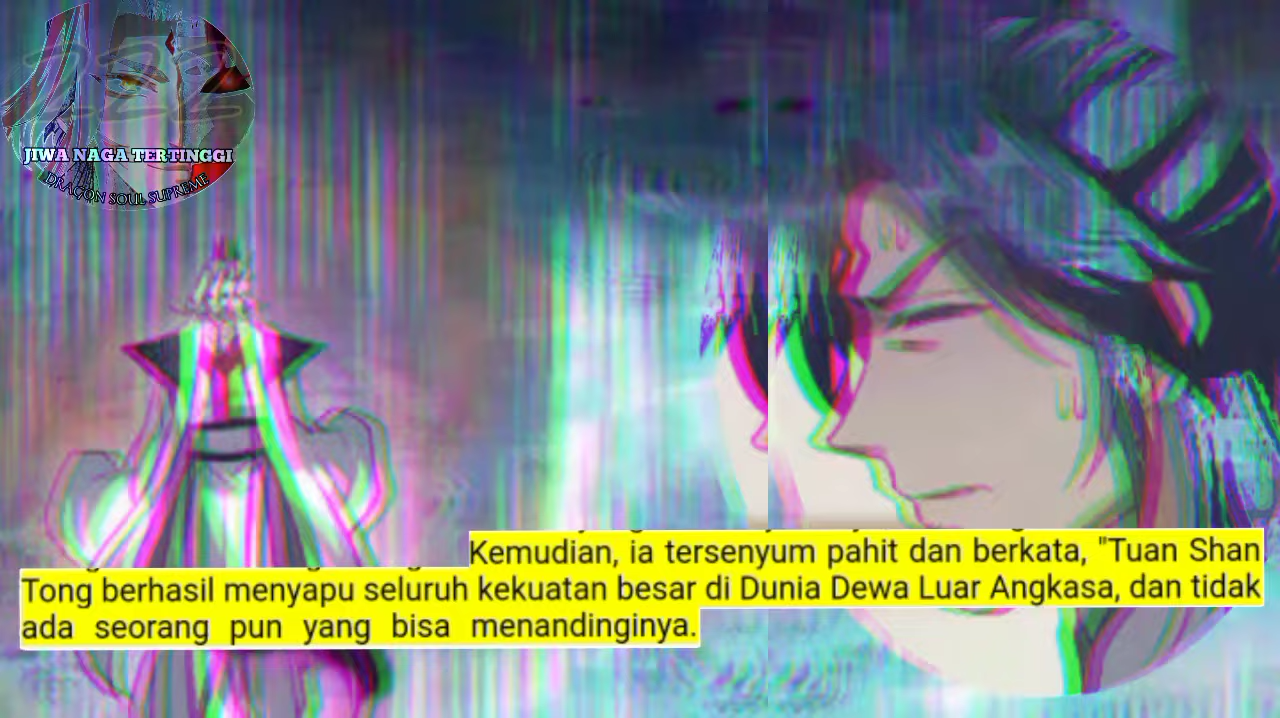 222
JIWA NAGA TERTINGGI
DRAGON SOUL SUPREME
Kemudian, ia tersenyum pahit dan berkata, "Tuan Shan
Tong berhasil menyapu seluruh kekuatan besar di Dunia Dewa Luar Angkasa, dan tidak
ada seorang pun yang bisa menandinginya.